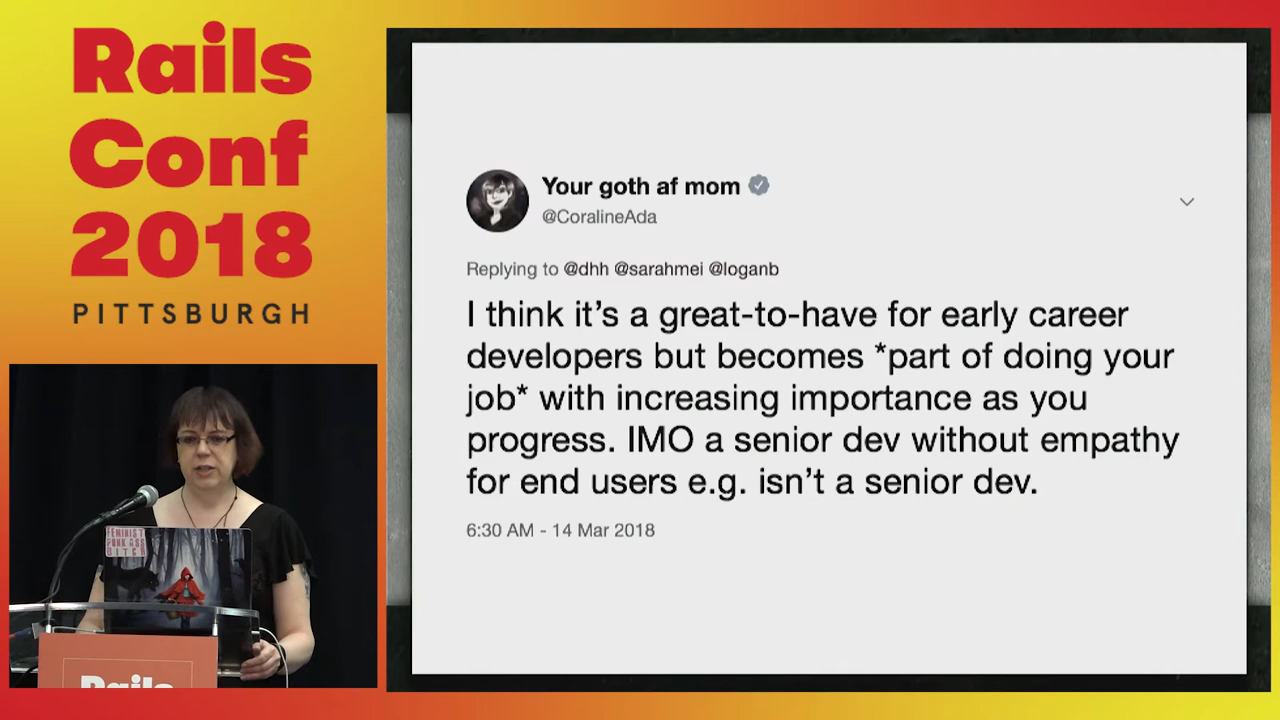 Rails
Conf
2018
PITTSBURGH
Your goth af mom
@CoralineAda
Replying to @dhh @sarahmei @loganb
I think it’s a great-to-have for early career
developers but becomes *part of doing your
job* with increasing importance as you
progress. IMO a senior dev without empathy
for end users e.g. isn’t a senior dev.
6:30 AM - 14 Mar 2018
FEMINIST
PUNK ASS
BITCH
Rails